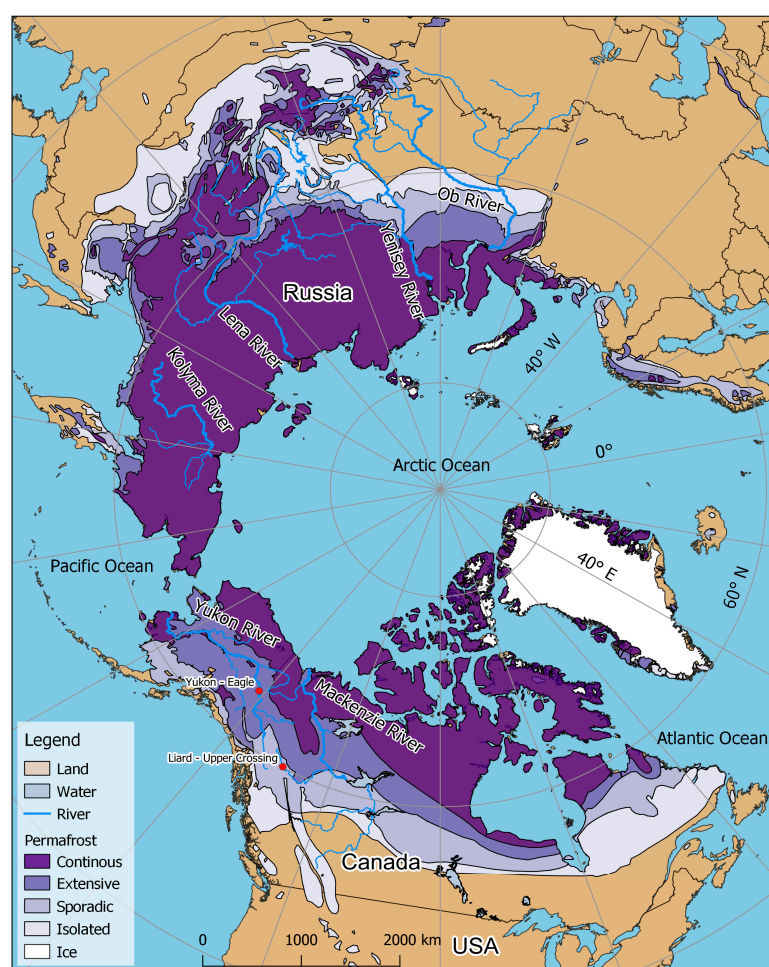 Ob River
Yenisey River
Russia
Lena River
40° W
Kolyma River
0°
Arctic Ocean
Pacific Ocean
40° E
60° N
Yukon River
Yukon - Eagle
Mackenzie River
Atlantic Ocean
Liard - Upper Crossing
Legend
Land
Water
River
Permafrost
Continous
Extensive
Sporadic
Isolated
Ice
Canada
0 1000 2000 km
USA